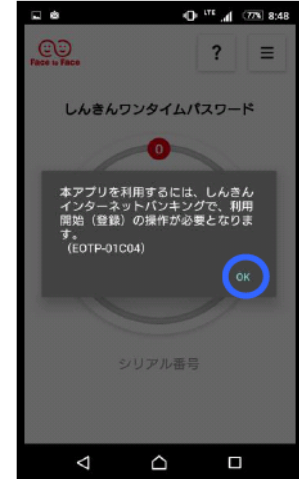 LTE 77% 8:48
Face to Face
?
しんきんワンタイムパスワード
0
本アプリを利用するには、しんきん
インターネットバンキングで、利用
開始（登録）の操作が必要となりま
す。
（EOTP-01C04）
OK
シリアル番号